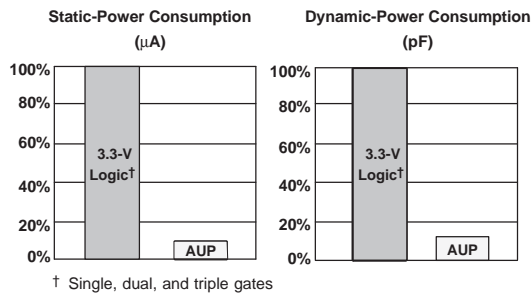 Static-Power Consumption
(μA)
100%
80%
60%
40%
20%
0%
3.3-V
Logic†
AUP
Dynamic-Power Consumption
(pF)
100%
80%
60%
40%
20%
0%
3.3-V
Logic†
AUP
† Single, dual, and triple gates